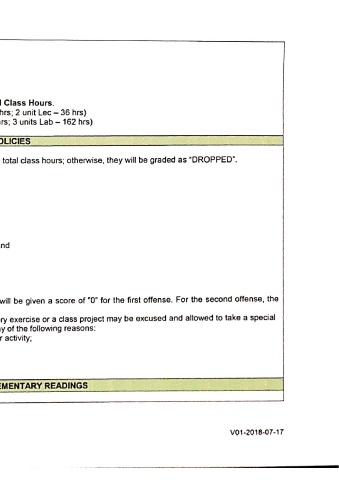 Class Hours.
hrs; 2 unit Lec – 36 hrs)
rs; 3 units Lab – 162 hrs)
OLICIES
total class hours; otherwise, they will be graded as "DROPPED".
nd
will be given a score of "0" for the first offense. For the second offense, the
ry exercise or a class project may be excused and allowed to take a special
y of the following reasons:
r activity;
EMENTARY READINGS
V01-2018-07-17